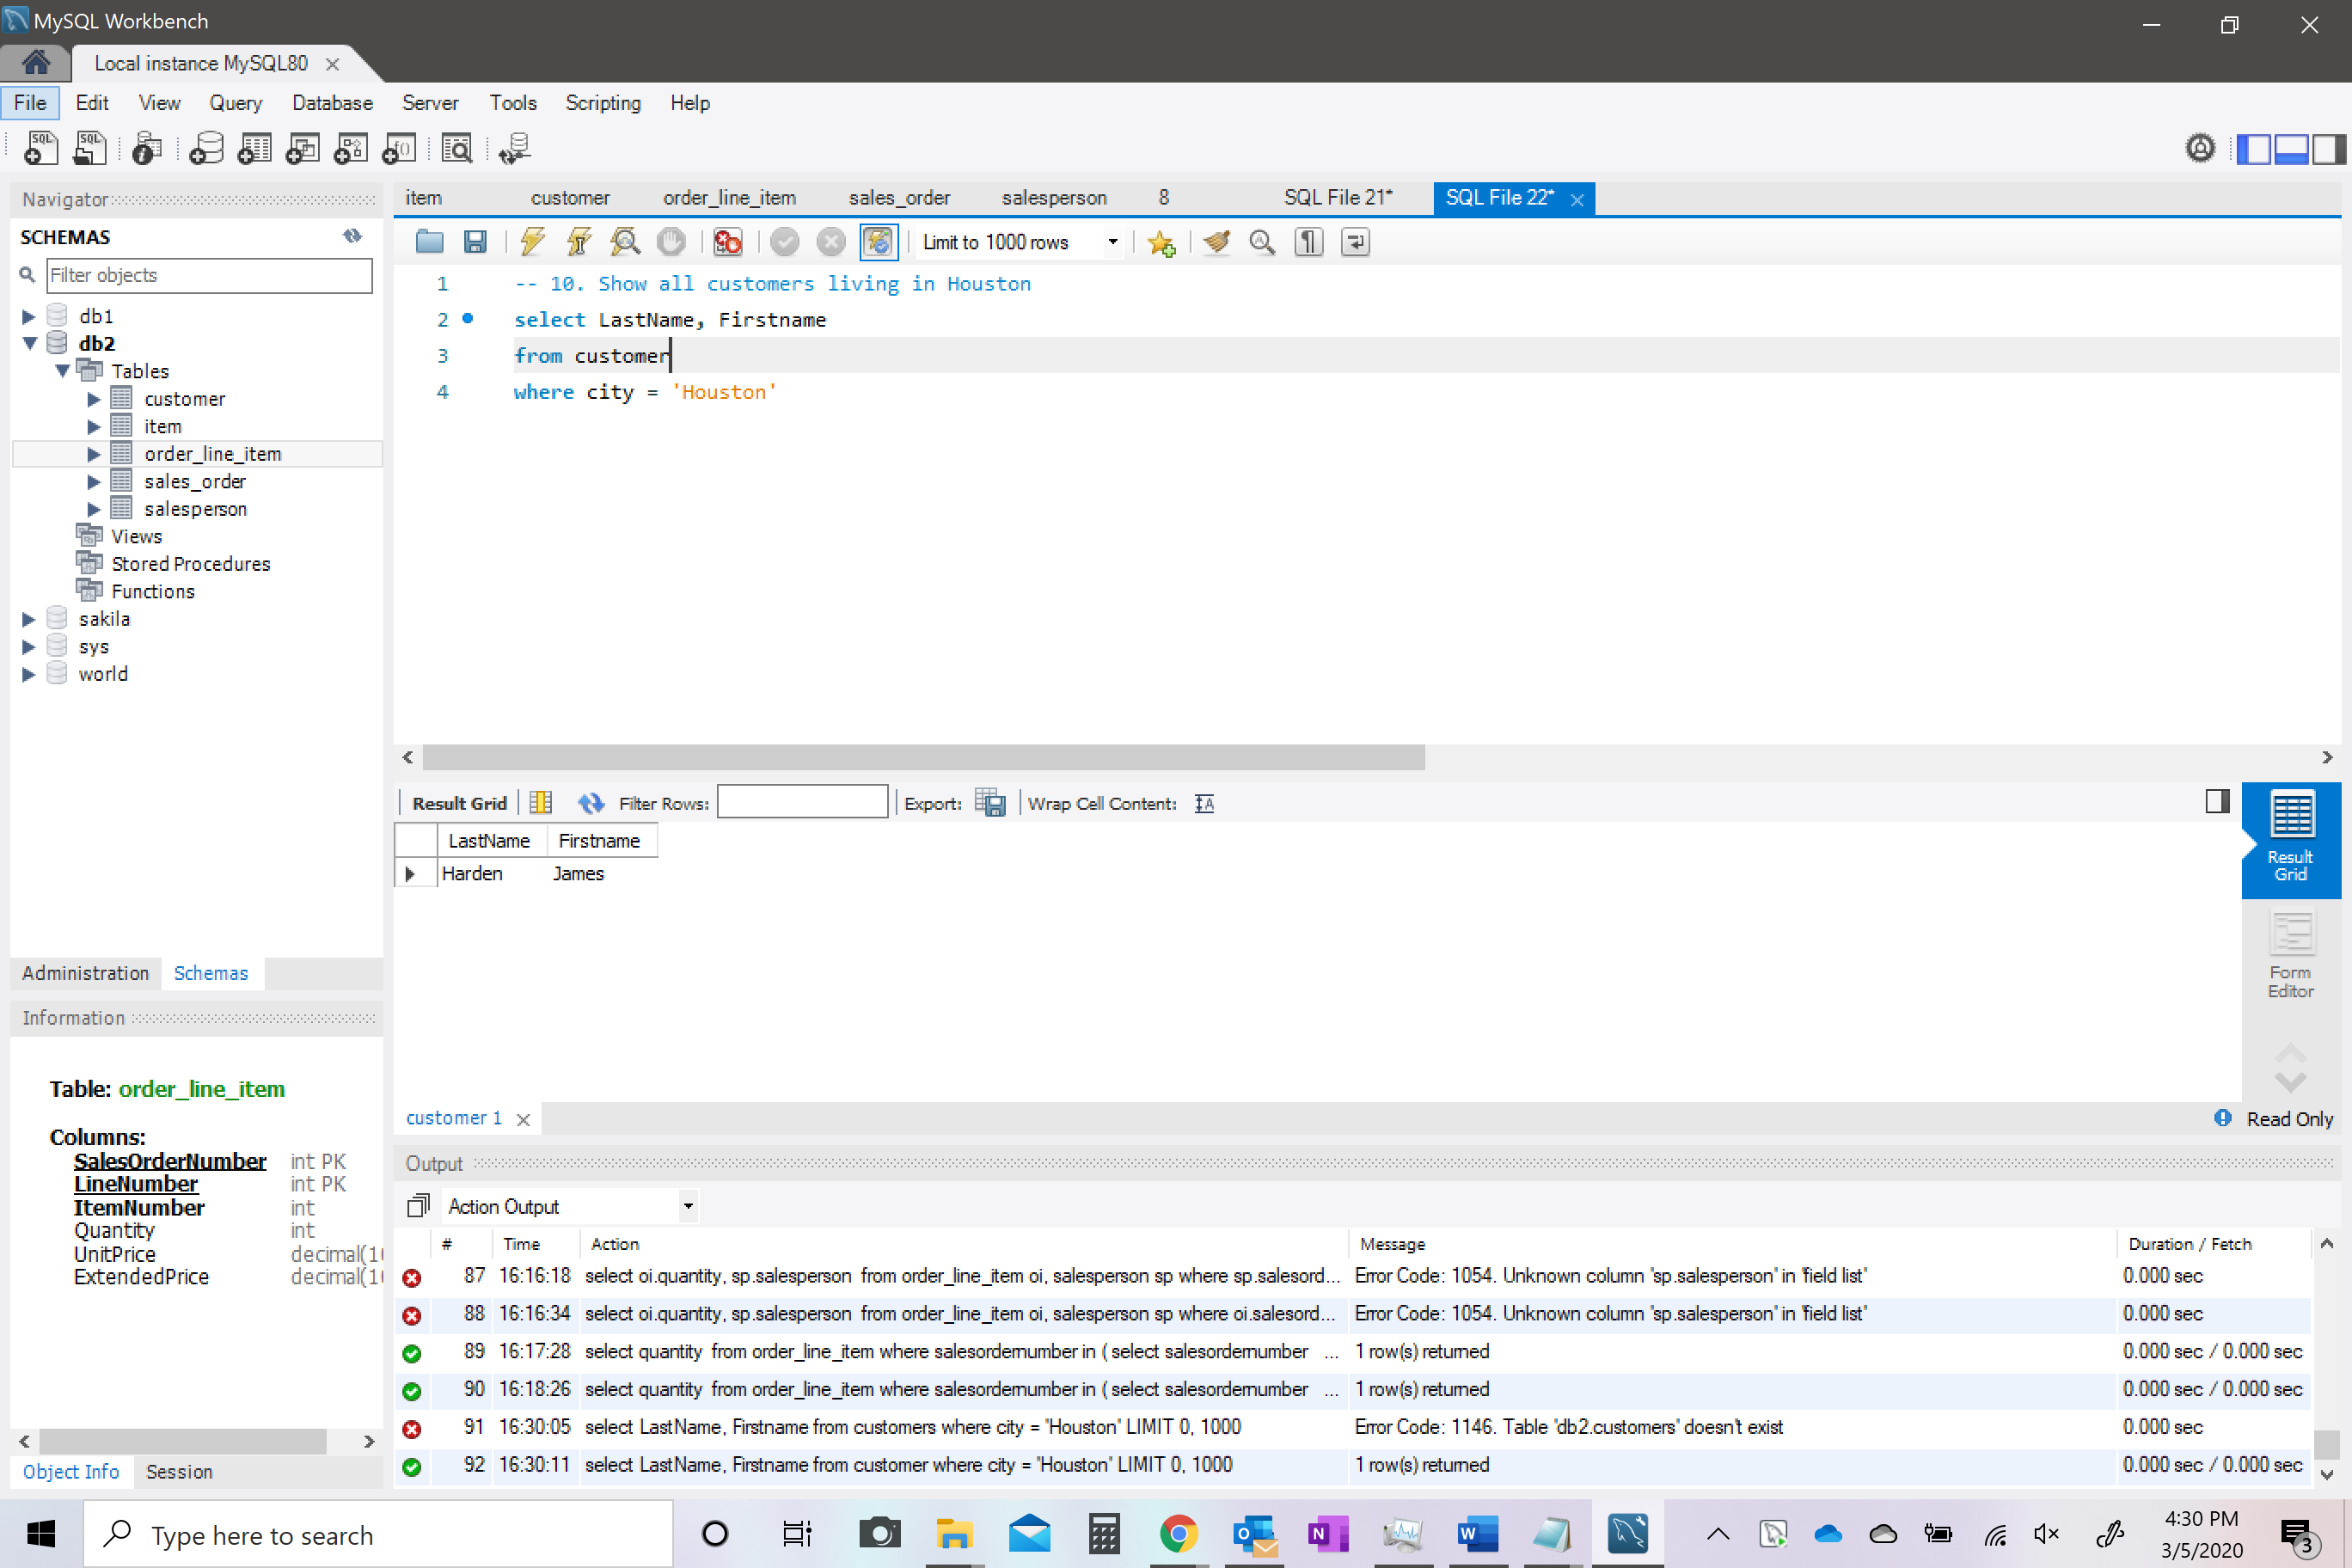 MySQL Workbench
Local instance MySQL80
File Edit View Query Database Server Tools Scripting Help
Navigator
SCHEMAS
Filter objects
db1
db2
Tables
customer
item
order_line_item
sales_order
salesperson
Views
Stored Procedures
Functions
sakila
sys
world
Administration Schemas
Information
Table: order_line_item
Columns:
SalesOrderNumber int PK
LineNumber int PK
ItemNumber int
Quantity int
UnitPrice decimal(1
ExtendedPrice decimal(1
Object Info Session
item customer order_line_item sales_order salesperson 8 SQL File 21* SQL File 22*
Limit to 1000 rows
1 -- 10. Show all customers living in Houston
2 select LastName, Firstname
3 from customer
4 where city = 'Houston'
Result Grid Filter Rows: Export: Wrap Cell Content:
LastName Firstname
Harden James
Result
Grid
Form
Editor
customer 1
Read Only
Output
Action Output
# Time Action Message Duration / Fetch
87 16:16:18 select oi.quantity, sp.salesperson from order_line_item oi, salesperson sp where sp.salesord... Error Code: 1054. Unknown column 'sp.salesperson' in 'field list' 0.000 sec
88 16:16:34 select oi.quantity, sp.salesperson from order_line_item oi, salesperson sp where oi.salesord... Error Code: 1054. Unknown column 'sp.salesperson' in 'field list' 0.000 sec
89 16:17:28 select quantity from order_line_item where salesordernumber in ( select salesordernumber ... 1 row(s) returned 0.000 sec / 0.000 sec
90 16:18:26 select quantity from order_line_item where salesordernumber in ( select salesordernumber ... 1 row(s) returned 0.000 sec / 0.000 sec
91 16:30:05 select LastName, Firstname from customers where city = 'Houston' LIMIT 0, 1000 Error Code: 1146. Table 'db2.customers' doesn't exist 0.000 sec
92 16:30:11 select LastName, Firstname from customer where city = 'Houston' LIMIT 0, 1000 1 row(s) returned 0.000 sec / 0.000 sec
Type here to search
4:30 PM
3/5/2020
3